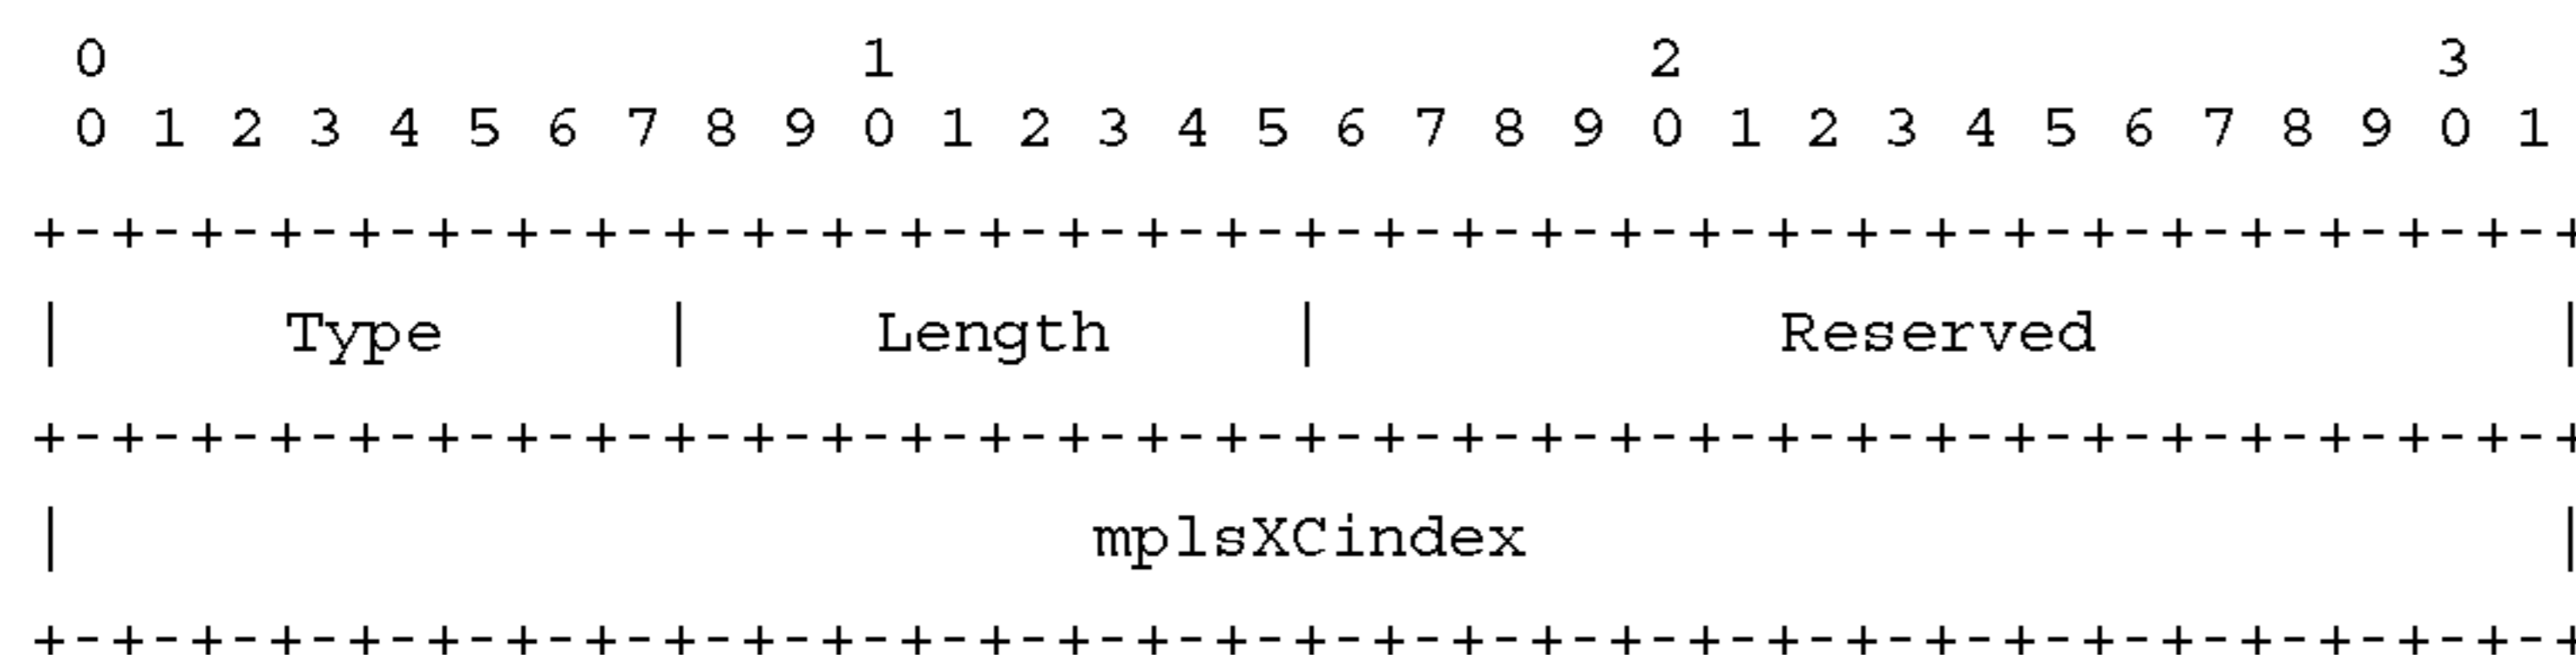 0                   1                   2                   3
0 1 2 3 4 5 6 7 8 9 0 1 2 3 4 5 6 7 8 9 0 1 2 3 4 5 6 7 8 9 0 1
+-+-+-+-+-+-+-+-+-+-+-+-+-+-+-+-+-+-+-+-+-+-+-+-+-+-+-+-+-+-+-+-+
|     Type      |    Length     |           Reserved            |
+-+-+-+-+-+-+-+-+-+-+-+-+-+-+-+-+-+-+-+-+-+-+-+-+-+-+-+-+-+-+-+-+
|                          mplsXCindex                          |
+-+-+-+-+-+-+-+-+-+-+-+-+-+-+-+-+-+-+-+-+-+-+-+-+-+-+-+-+-+-+-+-+